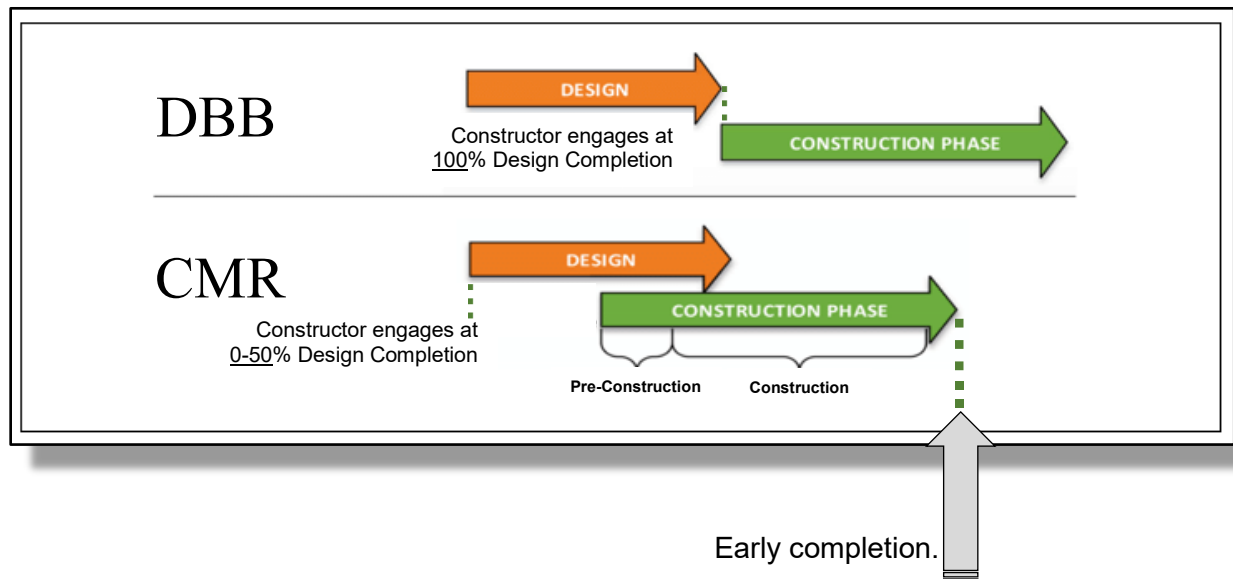 DBB
DESIGN
Constructor engages at
100% Design Completion
CONSTRUCTION PHASE
CMR
DESIGN
Constructor engages at
0-50% Design Completion
CONSTRUCTION PHASE
Pre-Construction
Construction
Early completion.